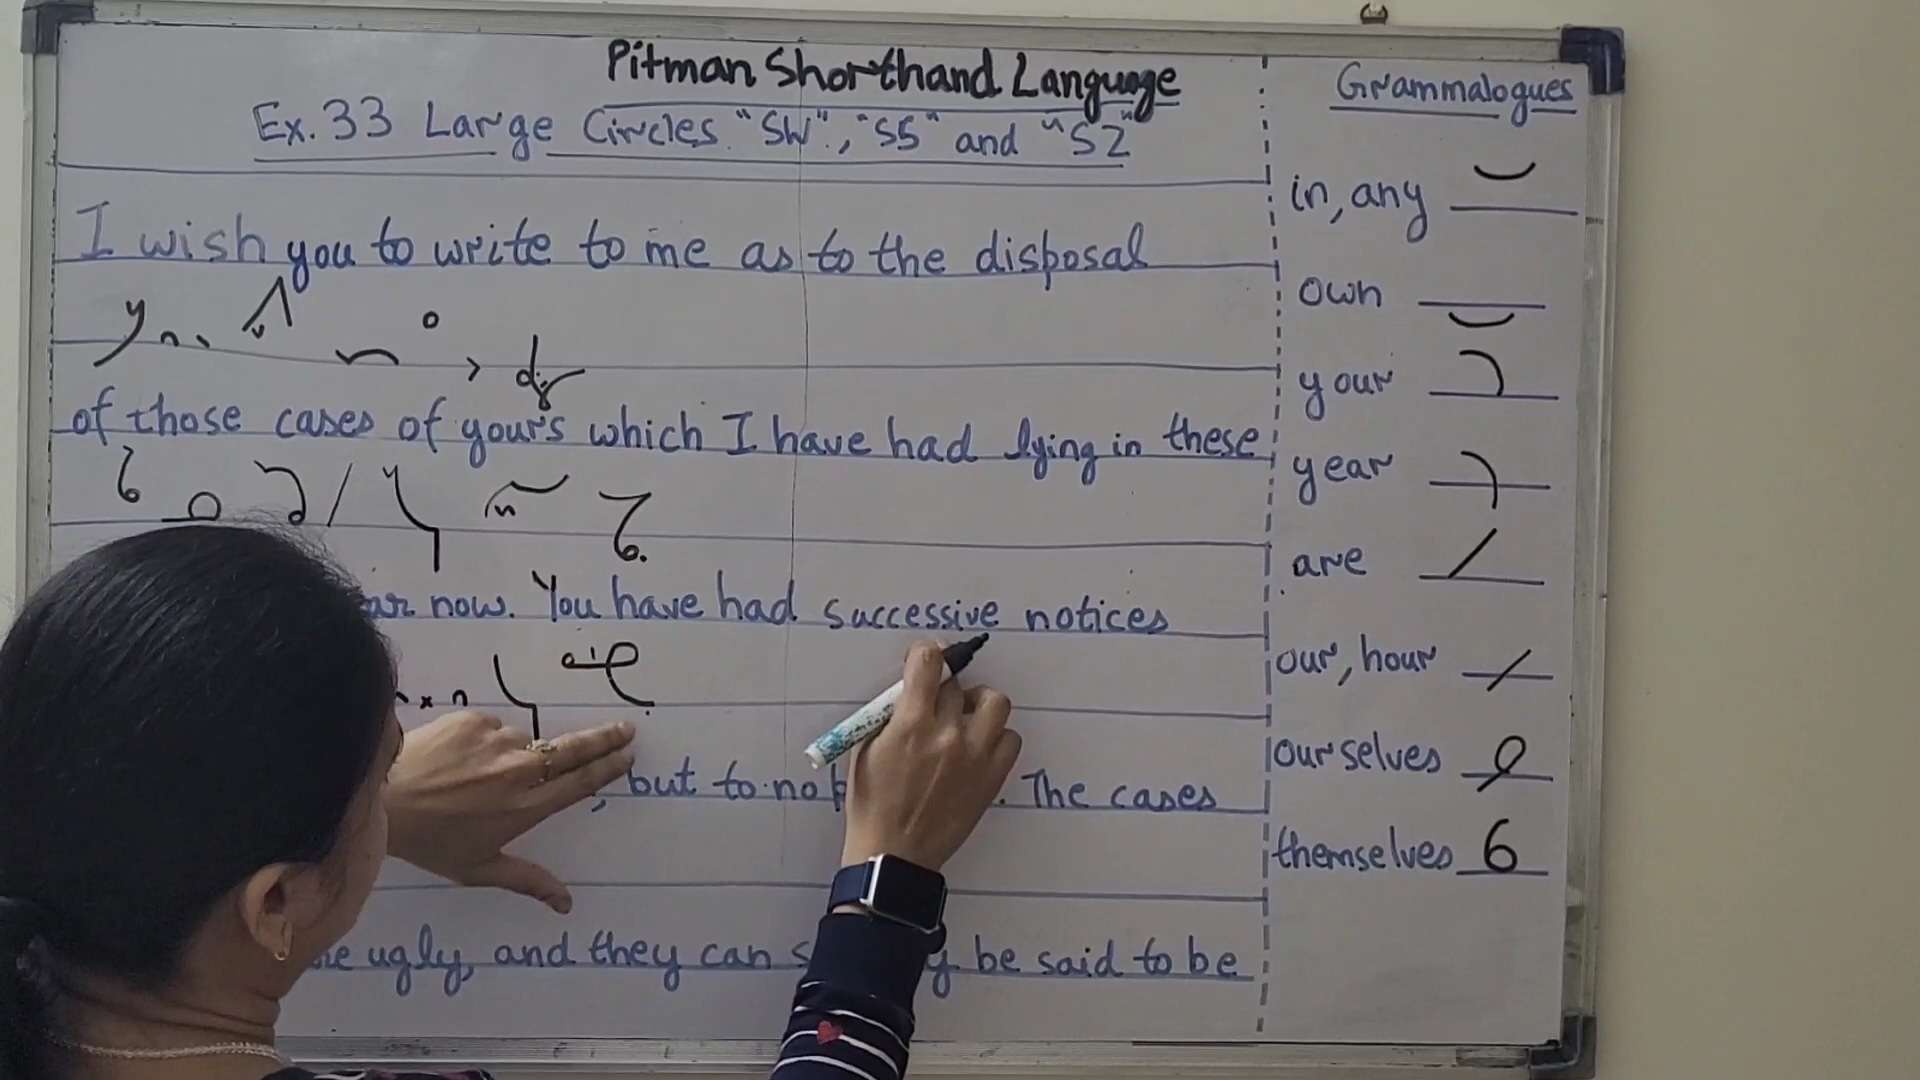 Pitman Shorthand Language
Ex. 33 Large Circles "SW", "SS" and "SZ"
I wish you to write to me as to the disposal
of those cases of yours which I have had lying in these
now. You have had successive notices
, but to no
. The cases
ugly, and they can
be said to be
Grammalogues
in, any
own
your
year
are
our, hour
ourselves
themselves